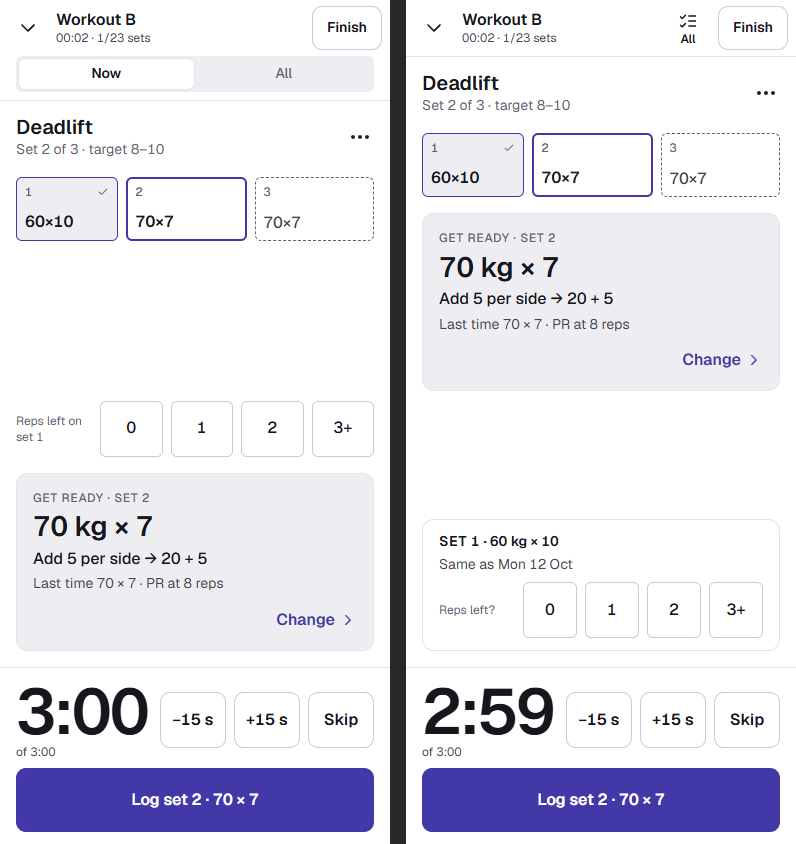 Workout B
00:02 · 1/23 sets
Finish
Now
All
Deadlift
Set 2 of 3 · target 8–10
1
60×10
2
70×7
3
70×7
Reps left on
set 1
0
1
2
3+
GET READY · SET 2
70 kg × 7
Add 5 per side → 20 + 5
Last time 70 × 7 · PR at 8 reps
Change
3:00
of 3:00
−15 s
+15 s
Skip
Log set 2 · 70 × 7
Workout B
00:02 · 1/23 sets
All
Finish
Deadlift
Set 2 of 3 · target 8–10
1
60×10
2
70×7
3
70×7
GET READY · SET 2
70 kg × 7
Add 5 per side → 20 + 5
Last time 70 × 7 · PR at 8 reps
Change
SET 1 · 60 kg × 10
Same as Mon 12 Oct
Reps left?
0
1
2
3+
2:59
of 3:00
−15 s
+15 s
Skip
Log set 2 · 70 × 7